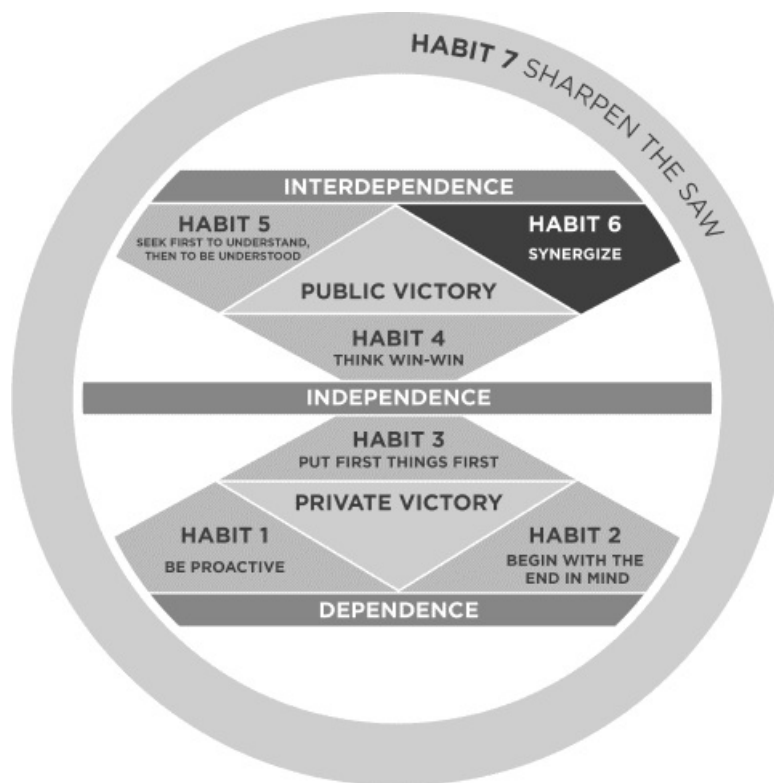 HABIT 7 SHARPEN THE SAW
INTERDEPENDENCE
HABIT 5
SEEK FIRST TO UNDERSTAND,
THEN TO BE UNDERSTOOD
HABIT 6
SYNERGIZE
PUBLIC VICTORY
HABIT 4
THINK WIN-WIN
INDEPENDENCE
HABIT 3
PUT FIRST THINGS FIRST
PRIVATE VICTORY
HABIT 1
BE PROACTIVE
HABIT 2
BEGIN WITH THE
END IN MIND
DEPENDENCE